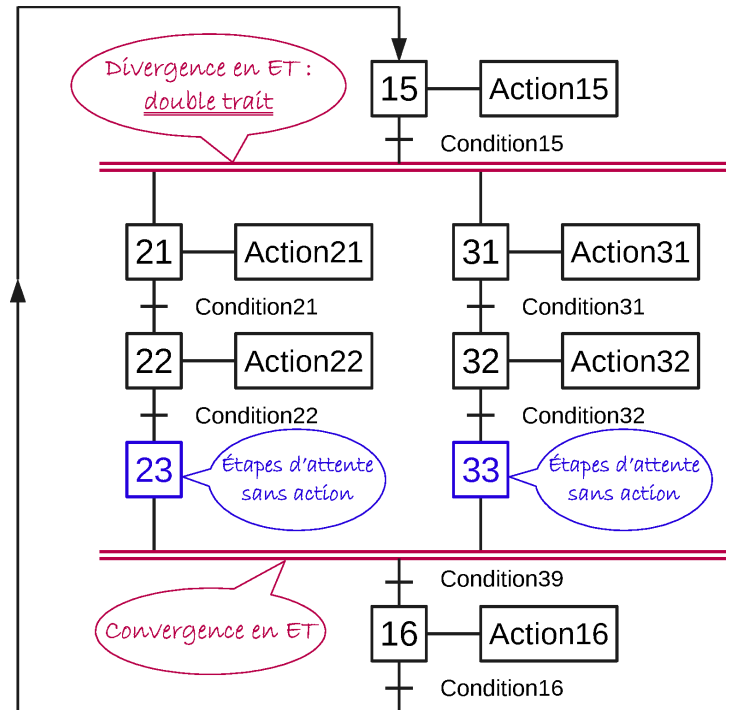 Divergence en ET :
double trait
15
Action15
Condition15
21
Action21
31
Action31
Condition21
Condition31
22
Action22
32
Action32
Condition22
Condition32
23
Étapes d'attente
sans action
33
Étapes d'attente
sans action
Condition39
Convergence en ET
16
Action16
Condition16